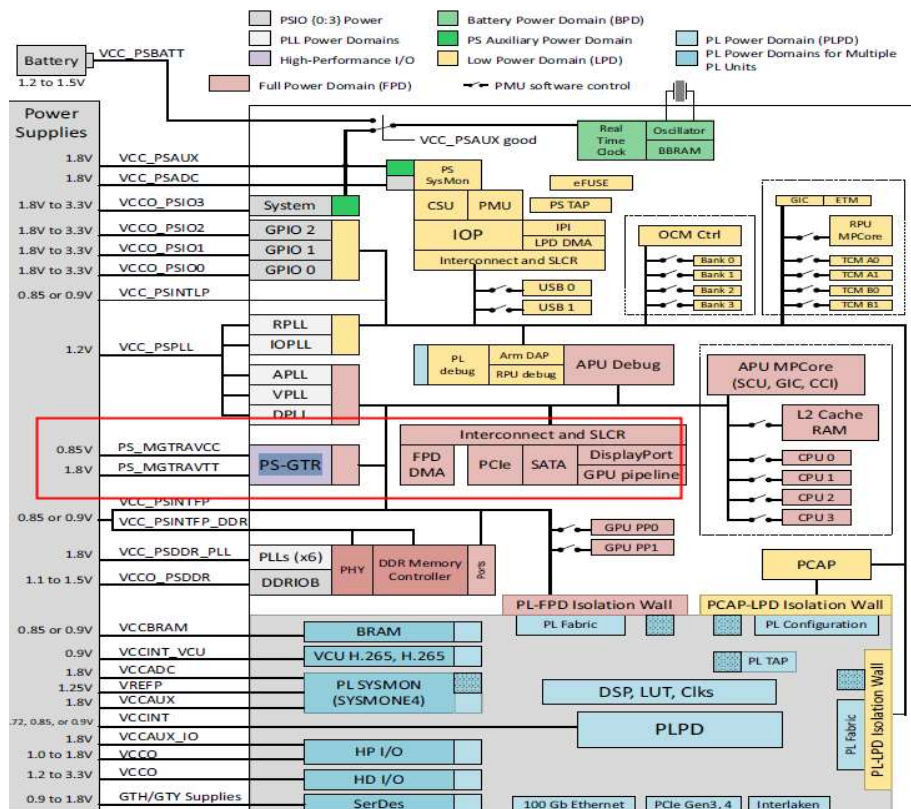 PSIO {0:3} Power
PLL Power Domains
High-Performance I/O
Full Power Domain (FPD)
Battery Power Domain (BPD)
PS Auxiliary Power Domain
Low Power Domain (LPD)
PMU software control
PL Power Domain (PLPD)
PL Power Domains for Multiple
PL Units
Battery
1.2 to 1.5V
VCC_PSBATT
Power
Supplies
VCC_PSAUX good
Real
Time
Clock
Oscillator
BBRAM
1.8V VCC_PSAUX
1.8V VCC_PSADC
PS
SysMon
eFUSE
CSU PMU PS TAP
IOP
IPI
LPD DMA
Interconnect and SLCR
USB 0
USB 1
1.8V to 3.3V VCCO_PSIO3 System
1.8V to 3.3V VCCO_PSIO2 GPIO 2
1.8V to 3.3V VCCO_PSIO1 GPIO 1
1.8V to 3.3V VCCO_PSIO0 GPIO 0
0.85 or 0.9V VCC_PSINTLP
OCM Ctrl
Bank 0
Bank 1
Bank 2
Bank 3
GIC ETM
RPU
MPCore
TCM A0
TCM A1
TCM B0
TCM B1
1.2V VCC_PSPLL
RPLL
IOPLL
APLL
VPLL
DPLL
PL
debug
Arm DAP
RPU debug
APU Debug
APU MPCore
(SCU, GIC, CCI)
L2 Cache
RAM
CPU 0
CPU 1
CPU 2
CPU 3
0.85V PS_MGTRAVCC
1.8V PS_MGTRAVTT
PS-GTR
Interconnect and SLCR
FPD
DMA
PCIe SATA
DisplayPort
GPU pipeline
VCC_PSINTFP
0.85 or 0.9V
VCC_PSINTFP_DDR
1.8V VCC_PSDDR_PLL PLLs (x6)
1.1 to 1.5V VCCO_PSDDR DDRIOB
PHY
DDR Memory
Controller
Ports
GPU PP0
GPU PP1
PCAP
PL-FPD Isolation Wall
PCAP-LPD Isolation Wall
PL Fabric
PL Configuration
PL TAP
0.85 or 0.9V VCCBRAM BRAM
0.9V VCCINT_VCU VCU H.265, H.265
1.8V VCCADC
1.25V VREFP
1.8V VCCAUX
PL SYSMON
(SYSMONE4)
DSP, LUT, Clks
.72, 0.85, or 0.9V VCCINT PLPD
PL Fabric
PL-LPD Isolation Wall
1.8V VCCAUX_IO
1.0 to 1.8V VCCO HP I/O
1.2 to 3.3V VCCO HD I/O
0.9 to 1.8V GTH/GTY Supplies SerDes
100 Gb Ethernet PCIe Gen3, 4 Interlaken